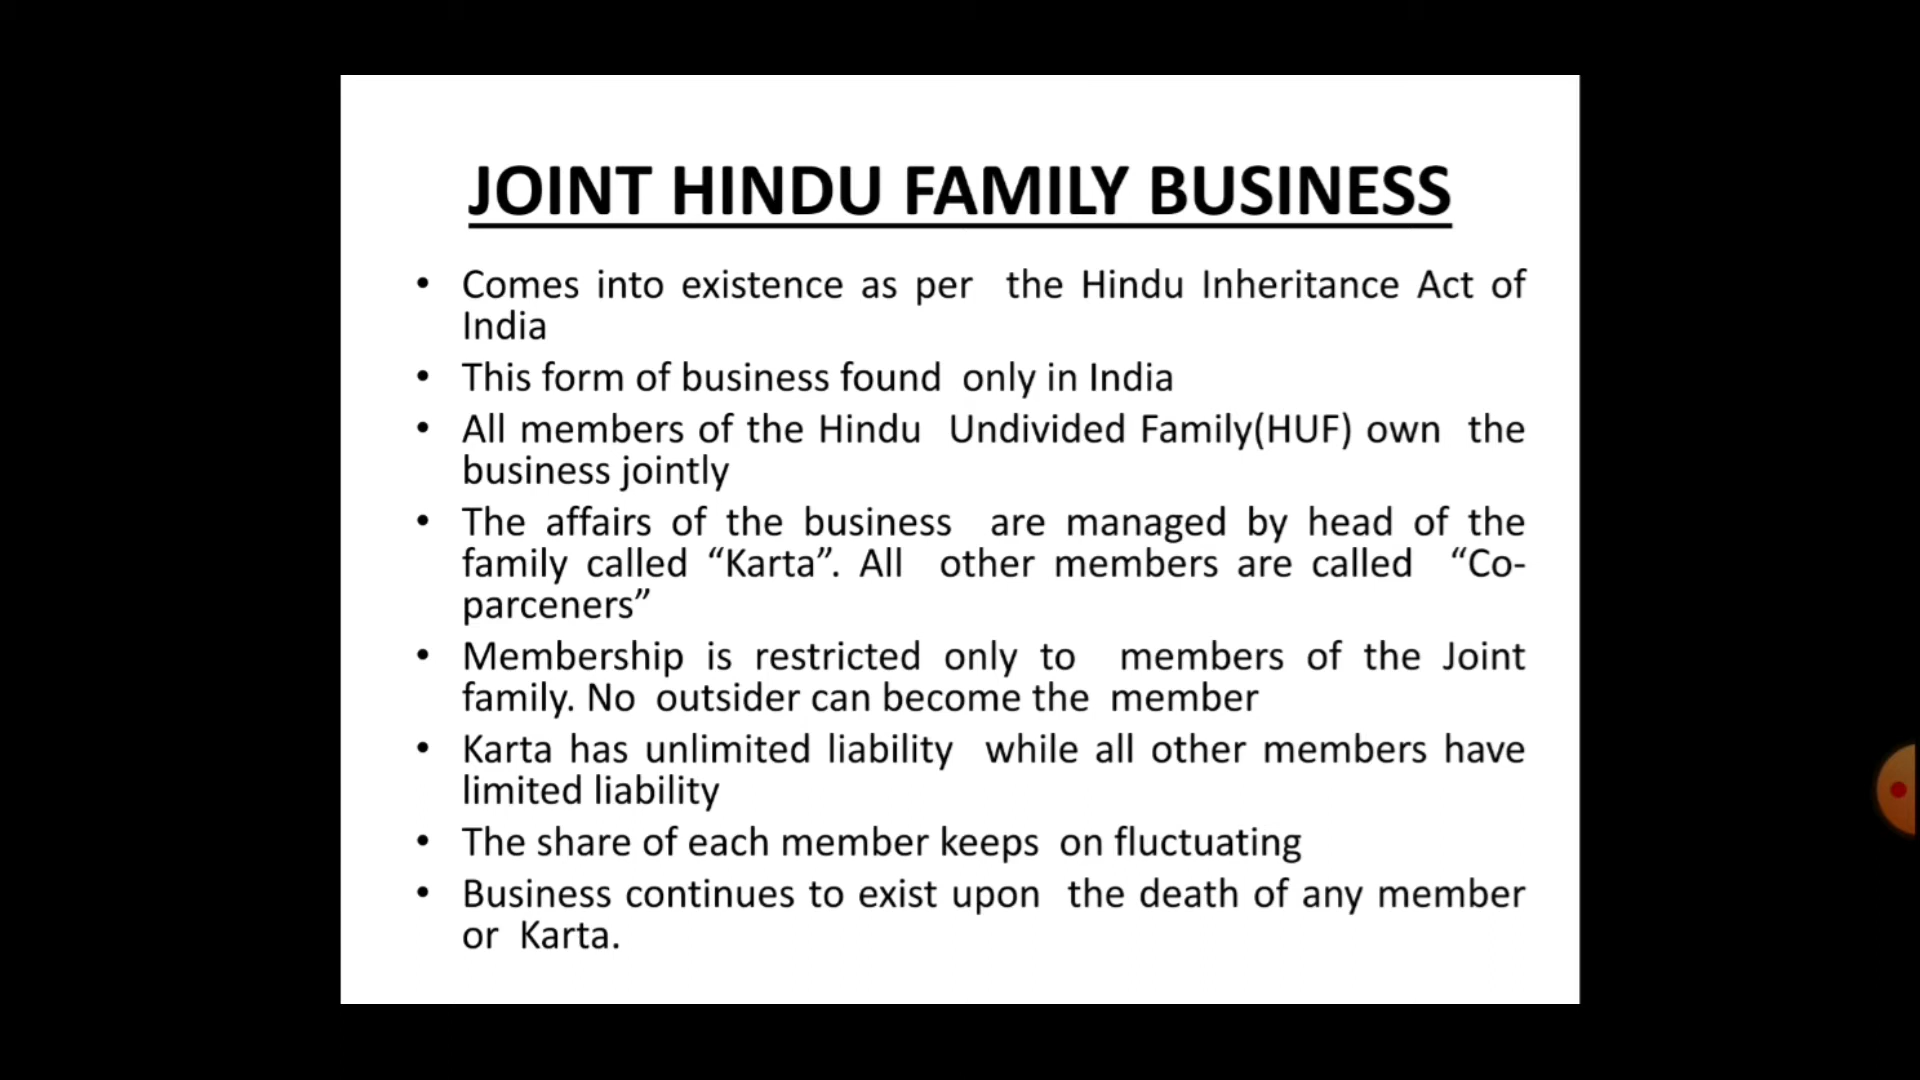 JOINT HINDU FAMILY BUSINESS
• Comes into existence as per the Hindu Inheritance Act of
India
• This form of business found only in India
• All members of the Hindu Undivided Family(HUF) own the
business jointly
• The affairs of the business are managed by head of the
family called “Karta”. All other members are called “Co-
parceners”
• Membership is restricted only to members of the Joint
family. No outsider can become the member
• Karta has unlimited liability while all other members have
limited liability
• The share of each member keeps on fluctuating
• Business continues to exist upon the death of any member
or Karta.